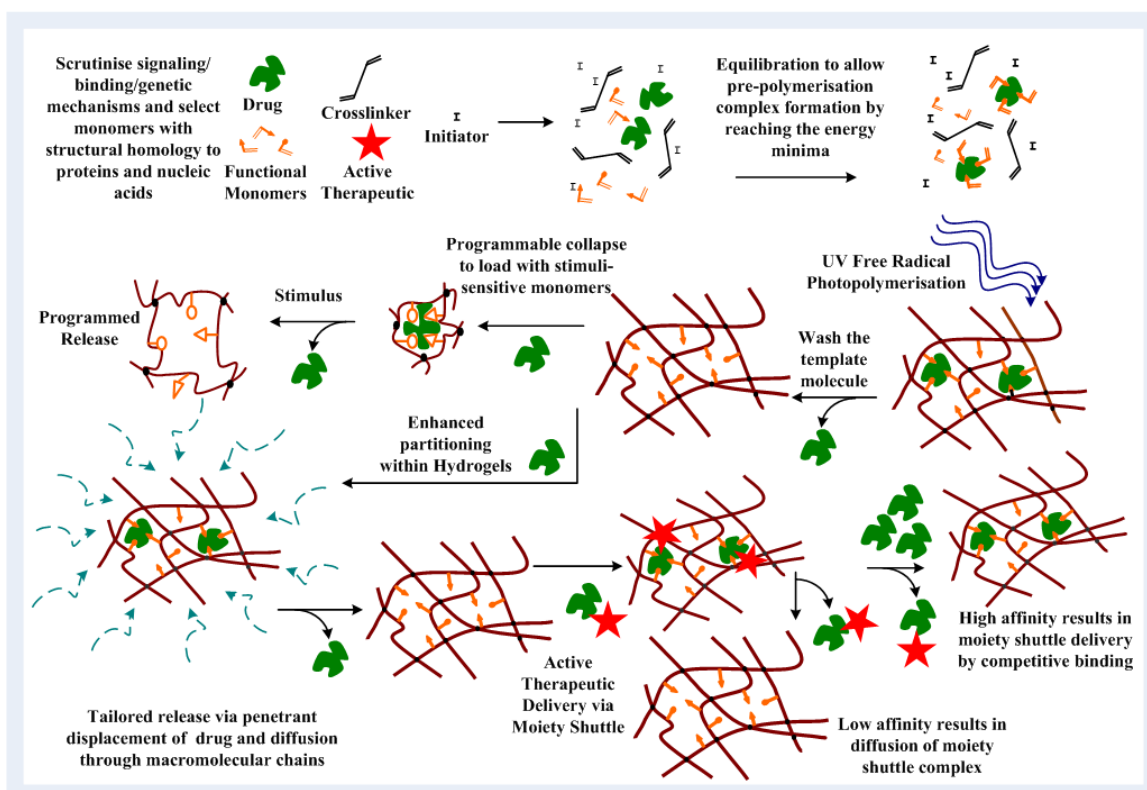 Scrutinise signaling/
binding/genetic
mechanisms and select
monomers with
structural homology to
proteins and nucleic
acids
Drug
Functional
Monomers
Crosslinker
Active
Therapeutic
I
Initiator
I
I
I
I
I
Equilibration to allow
pre-polymerisation
complex formation by
reaching the energy
minima
I
I
I
I
UV Free Radical
Photopolymerisation
Wash the
template
molecule
Programmable collapse
to load with stimuli-
sensitive monomers
Stimulus
Programmed
Release
Enhanced
partitioning
within Hydrogels
Tailored release via penetrant
displacement of drug and diffusion
through macromolecular chains
Active
Therapeutic
Delivery via
Moiety Shuttle
Low affinity results in
diffusion of moiety
shuttle complex
High affinity results in
moiety shuttle delivery
by competitive binding